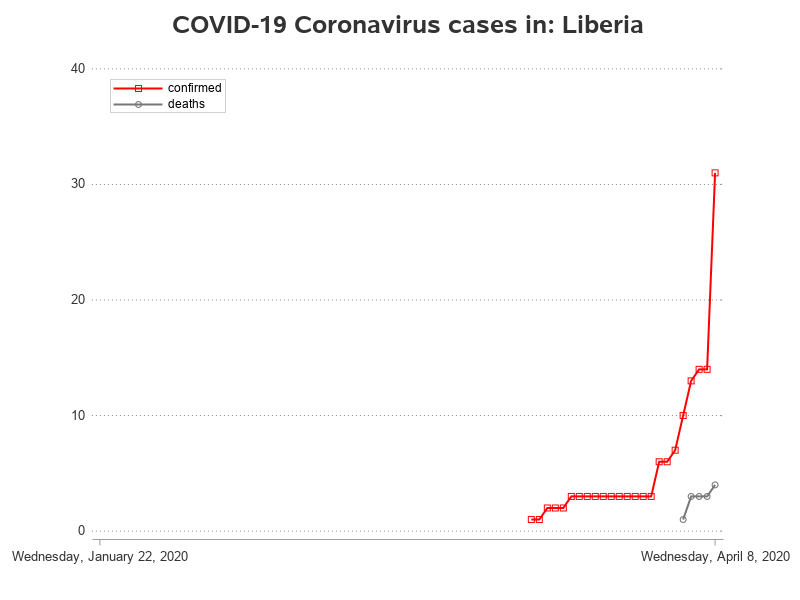 COVID-19 Coronavirus cases in: Liberia
40
confirmed
deaths
30
20
10
0
Wednesday, January 22, 2020
Wednesday, April 8, 2020